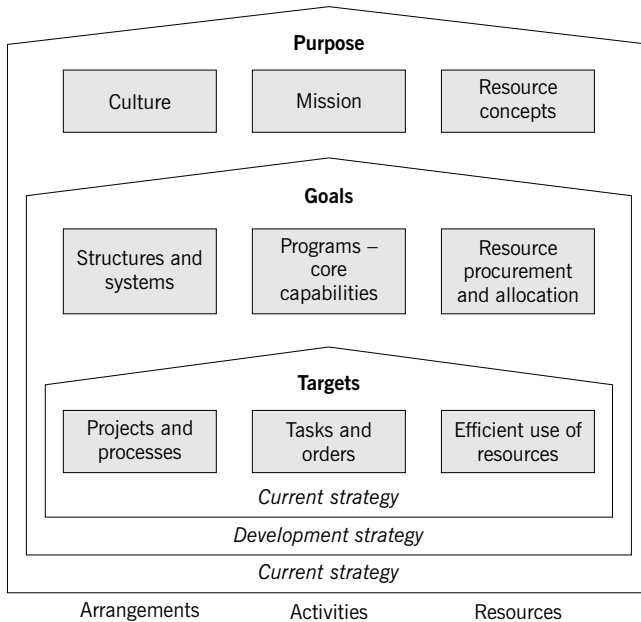 Purpose
Culture
Mission
Resource
concepts
Goals
Structures and
systems
Programs –
core
capabilities
Resource
procurement
and allocation
Targets
Projects and
processes
Tasks and
orders
Efficient use of
resources
Current strategy
Development strategy
Current strategy
Arrangements
Activities
Resources